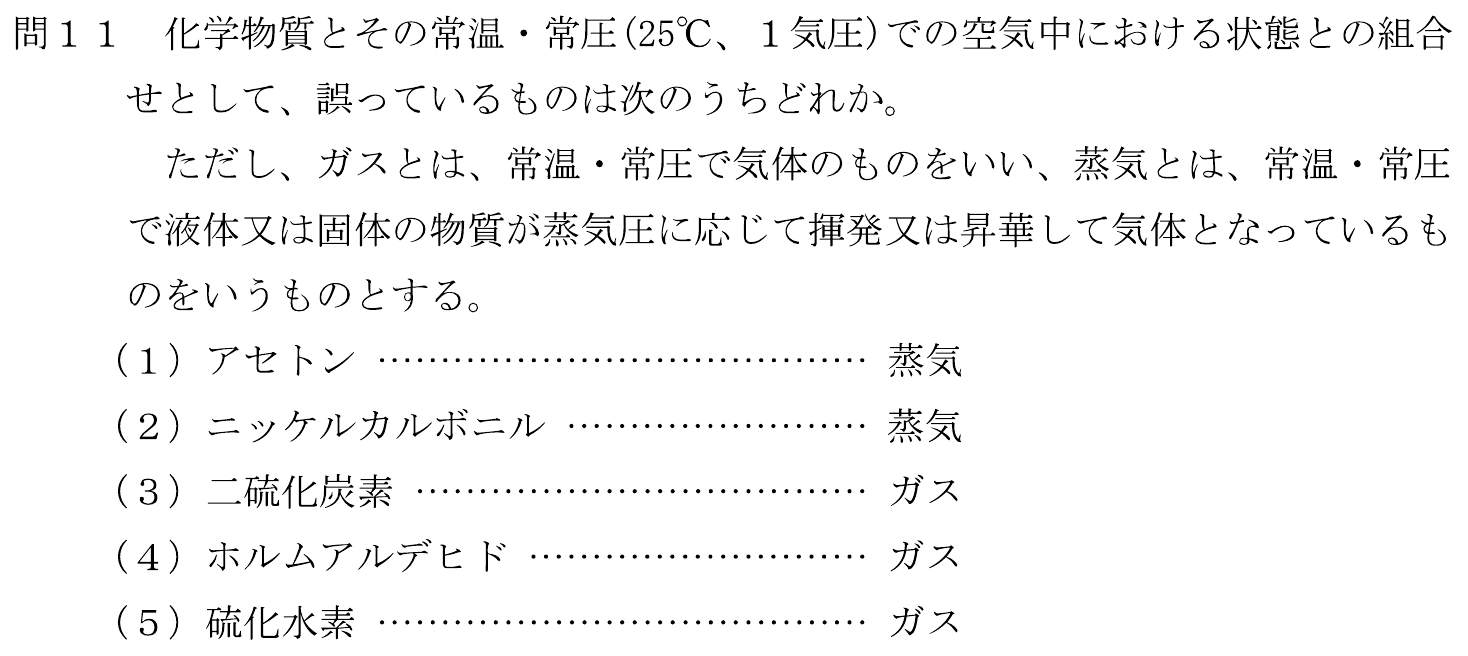 問１１　化学物質とその常温・常圧(25℃、１気圧)での空気中における状態との組合
せとして、誤っているものは次のうちどれか。
ただし、ガスとは、常温・常圧で気体のものをいい、蒸気とは、常温・常圧
で液体又は固体の物質が蒸気圧に応じて揮発又は昇華して気体となっているも
のをいうものとする。
（１）アセトン …………………………………… 蒸気
（２）ニッケルカルボニル …………………… 蒸気
（３）二硫化炭素 ………………………………… ガス
（４）ホルムアルデヒド ……………………… ガス
（５）硫化水素 …………………………………… ガス